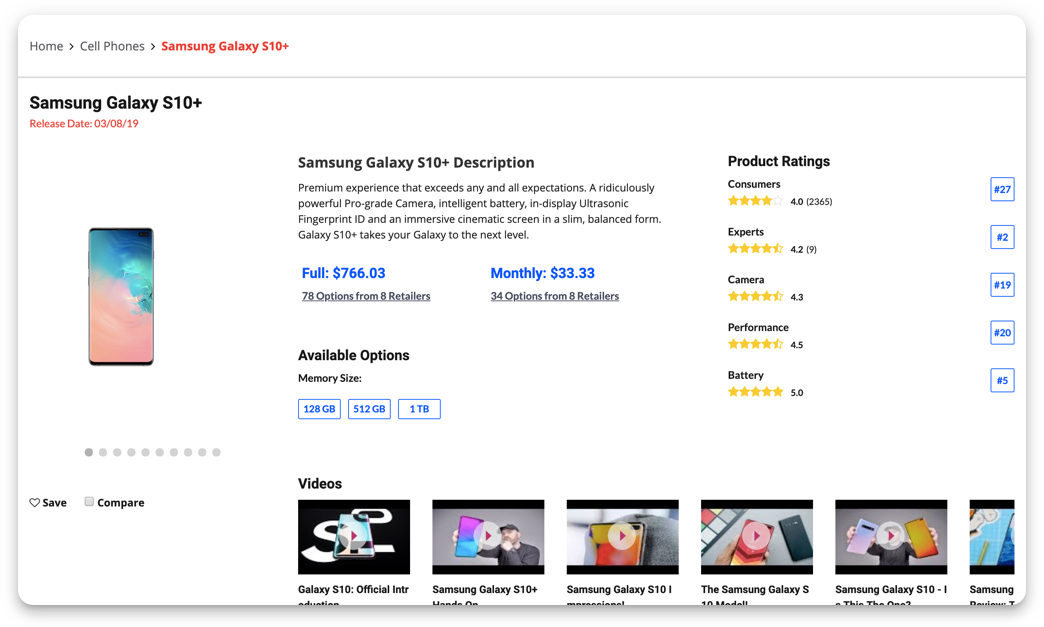 Home > Cell Phones > Samsung Galaxy S10+
Samsung Galaxy S10+
Release Date: 03/08/19
Samsung Galaxy S10+ Description
Premium experience that exceeds any and all expectations. A ridiculously
powerful Pro-grade Camera, intelligent battery, in-display Ultrasonic
Fingerprint ID and an immersive cinematic screen in a slim, balanced form.
Galaxy S10+ takes your Galaxy to the next level.
Full: $766.03
78 Options from 8 Retailers
Monthly: $33.33
34 Options from 8 Retailers
Available Options
Memory Size:
128 GB 512 GB 1 TB
Product Ratings
Consumers
4.0 (2365)
#27
Experts
4.2 (9)
#2
Camera
4.3
#19
Performance
4.5
#20
Battery
5.0
#5
Save Compare
Videos
Galaxy S10: Official Intr
oduction
Samsung Galaxy S10+
Hands On
Samsung Galaxy S10 I
mpressions!
The Samsung Galaxy S
10 Model!
Samsung Galaxy S10 - I
s This The One?
Samsung
Review: T